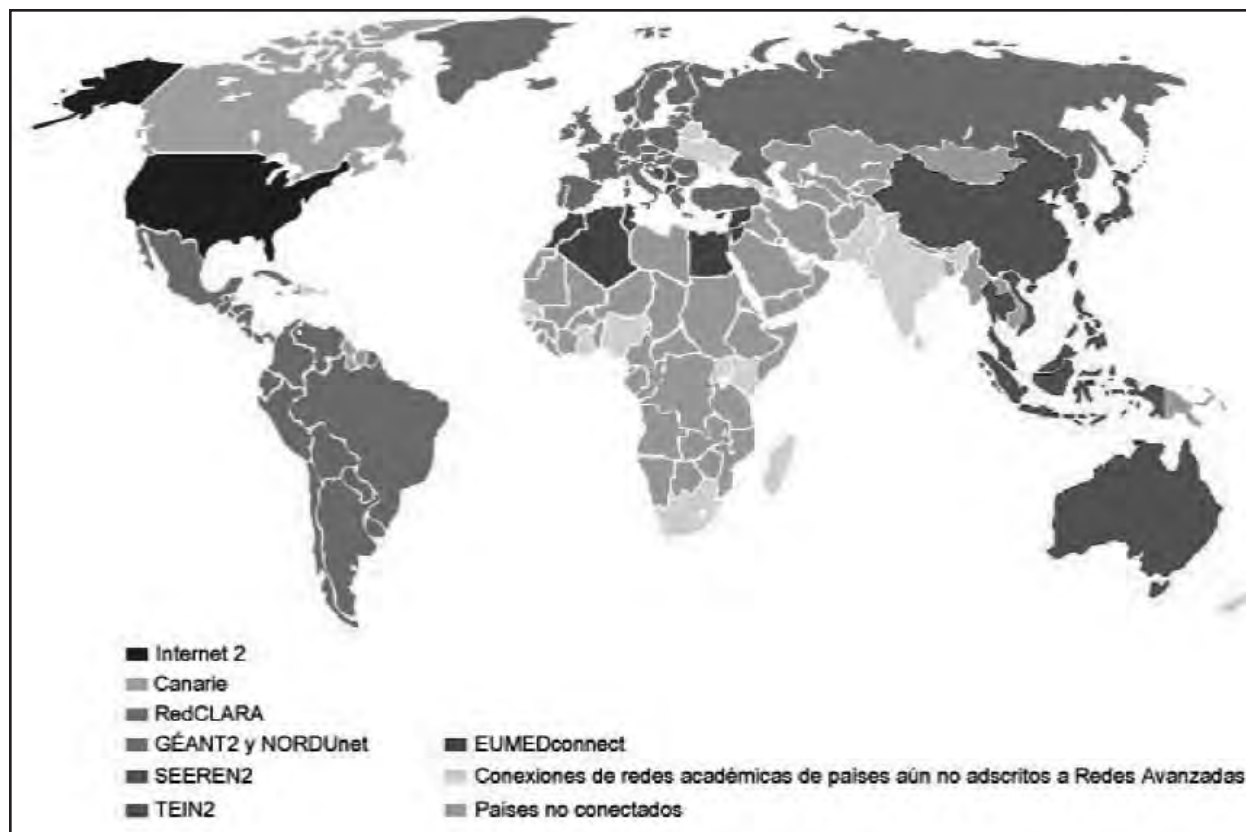 Internet 2
Canarie
RedCLARA
GÉANT2 y NORDUnet
SEEREN2
TEIN2
EUMEDconnect
Conexiones de redes académicas de países aún no adscritos a Redes Avanzadas
Países no conectados